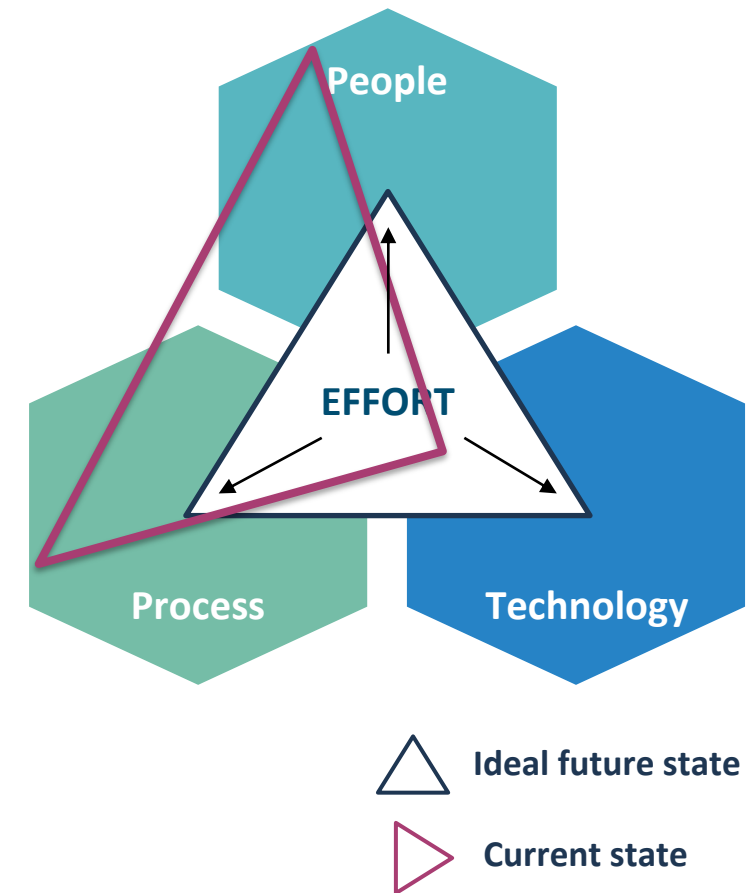 People
EFFORT
Process
Technology
Ideal future state
Current state